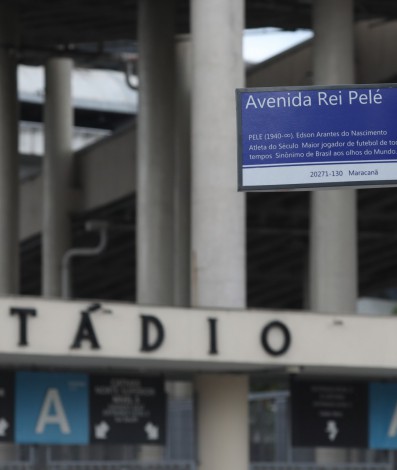 Avenida Rei Pelé
PELÉ (1940-∞). Edson Arantes do Nascimento
Atleta do Século. Maior jogador de futebol de to
tempos. Sinônimo de Brasil aos olhos do Mundo.
20271-130 Maracanã
TÁDIO
A
A